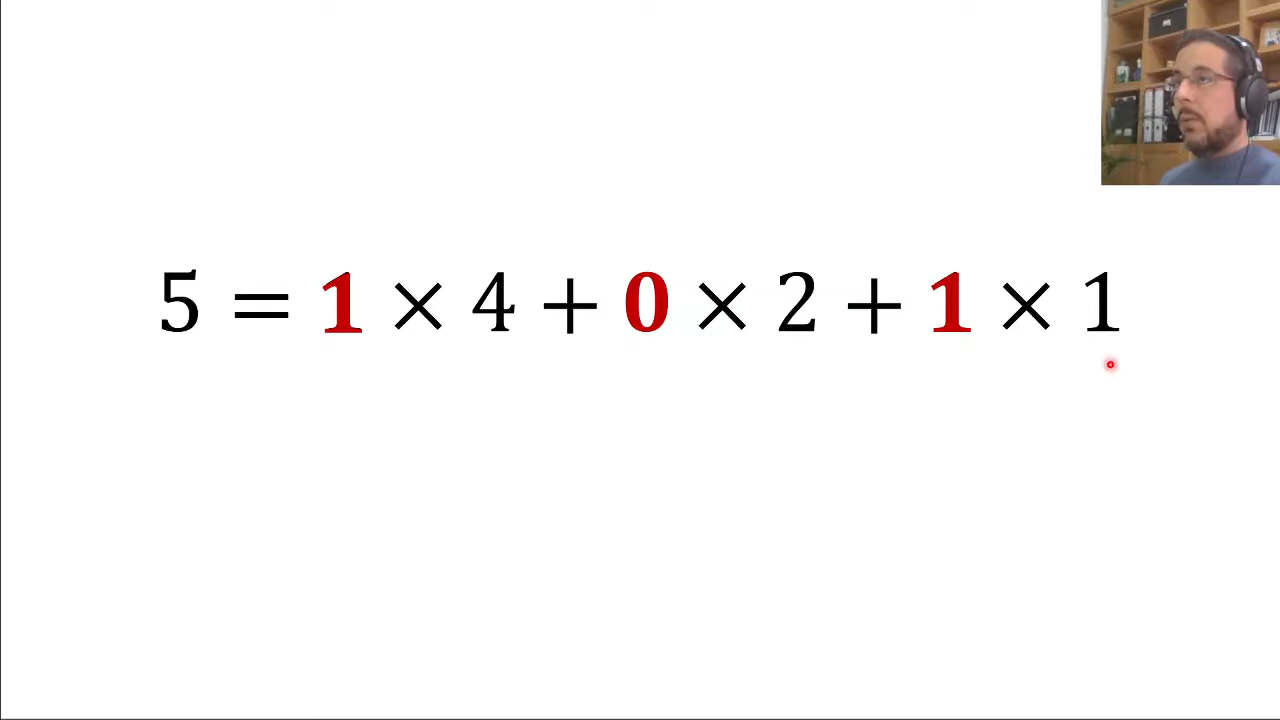 5 = 1 × 4 + 0 × 2 + 1 × 1